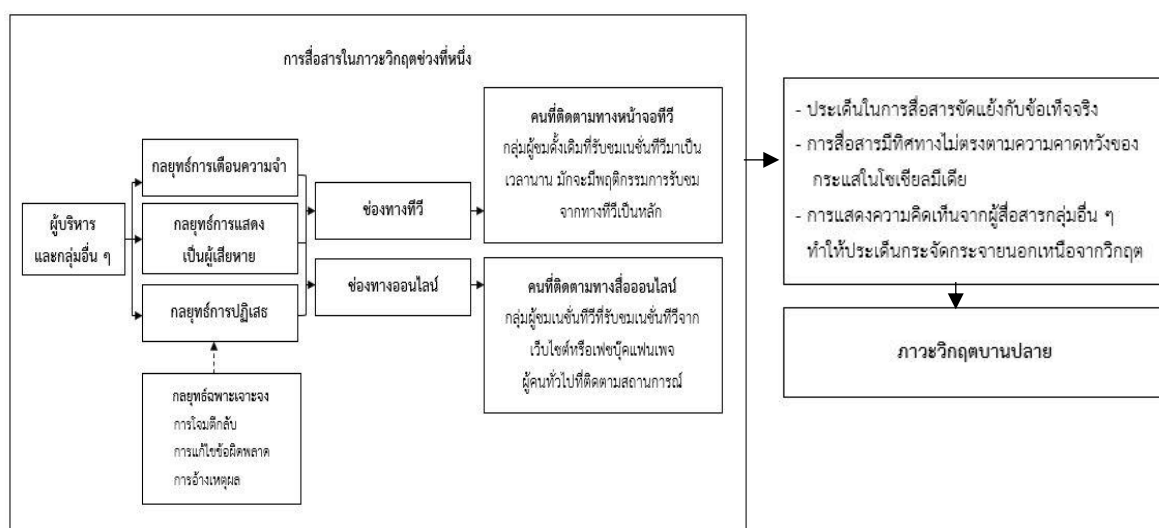 การสื่อสารในภาวะวิกฤตช่วงที่หนึ่ง
ผู้บริหาร
และกลุ่มอื่น ๆ
กลยุทธ์การเตือนความจำ
กลยุทธ์การแสดง
เป็นผู้เสียหาย
กลยุทธ์การปฏิเสธ
กลยุทธ์ฉพาะเจาะจง
การโจมตีกลับ
การแก้ไขข้อผิดพลาด
การอ้างเหตุผล
ช่องทางทีวี
ช่องทางออนไลน์
คนที่ติดตามทางหน้าจอทีวี
กลุ่มผู้ชมดั้งเดิมที่รับชมเนชั่นทีวีมาเป็น
เวลานาน มักจะมีพฤติกรรมการรับชม
จากทางทีวีเป็นหลัก
คนที่ติดตามทางสื่อออนไลน์
กลุ่มผู้ชมเนชั่นทีวีที่รับชมเนชั่นทีวีจาก
เว็บไซต์หรือเฟซบุ๊คแฟนเพจ
ผู้คนทั่วไปที่ติดตามสถานการณ์
- ประเด็นในการสื่อสารขัดแย้งกับข้อเท็จจริง
- การสื่อสารมีทิศทางไม่ตรงตามความคาดหวังของ
กระแสในโซเชียลมีเดีย
- การแสดงความคิดเห็นจากผู้สื่อสารกลุ่มอื่น ๆ
ทำให้ประเด็นกระจัดกระจายนอกเหนือจากวิกฤต
ภาวะวิกฤตบานปลาย